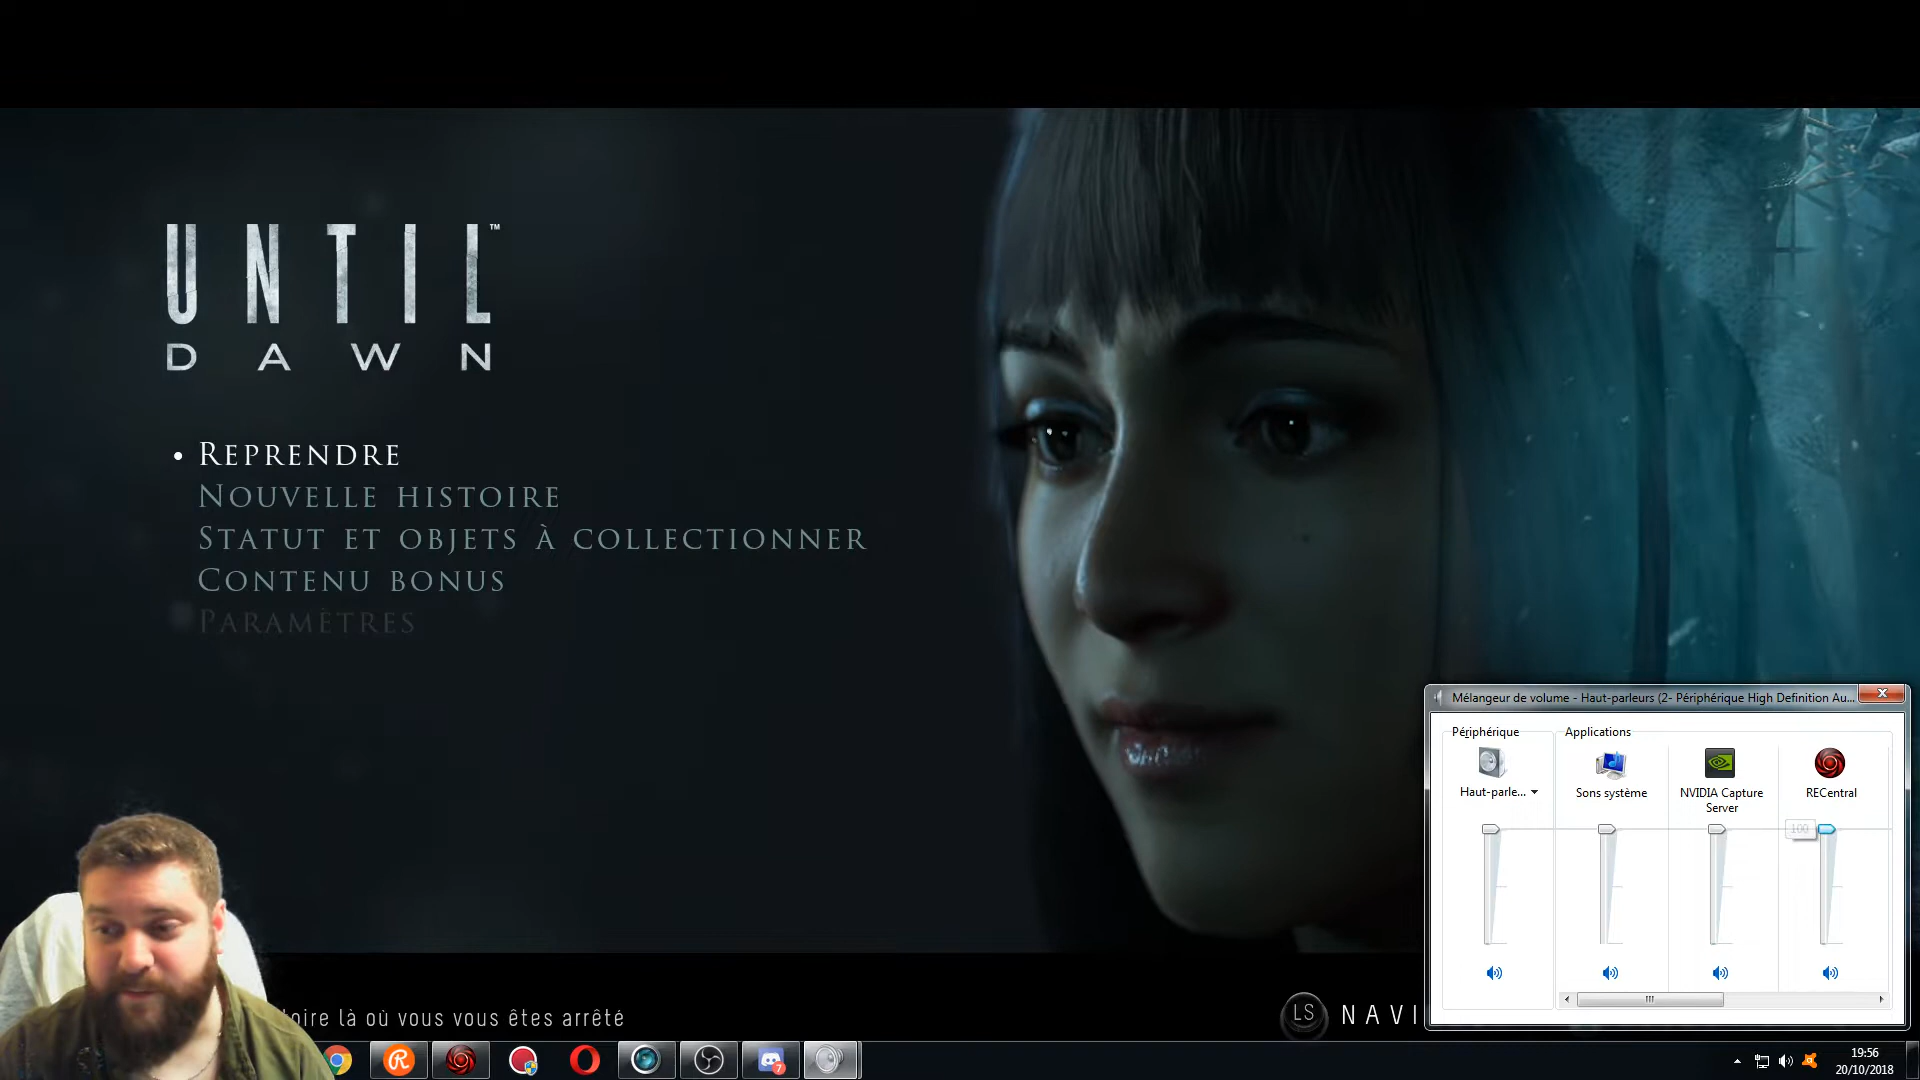 UNTIL™
DAWN
• REPRENDRE
NOUVELLE HISTOIRE
STATUT ET OBJETS À COLLECTIONNER
CONTENU BONUS
PARAMÈTRES
toire là où vous vous êtes arrêté
LS NAVI
Mélangeur de volume - Haut-parleurs (2- Périphérique High Definition Au...
Périphérique
Applications
Haut-parle...
Sons système
NVIDIA Capture
Server
RECentral
100
7
19:56
20/10/2018